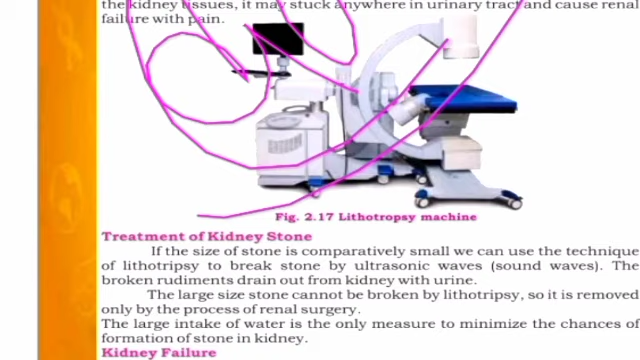 the kidney tissues, it may stuck anywhere in urinary tract and cause renal
failure with pain.
Fig. 2.17 Lithotropsy machine
Treatment of Kidney Stone
If the size of stone is comparatively small we can use the technique
of lithotripsy to break stone by ultrasonic waves (sound waves). The
broken rudiments drain out from kidney with urine.
The large size stone cannot be broken by lithotripsy, so it is removed
only by the process of renal surgery.
The large intake of water is the only measure to minimize the chances of
formation of stone in kidney.
Kidney Failure